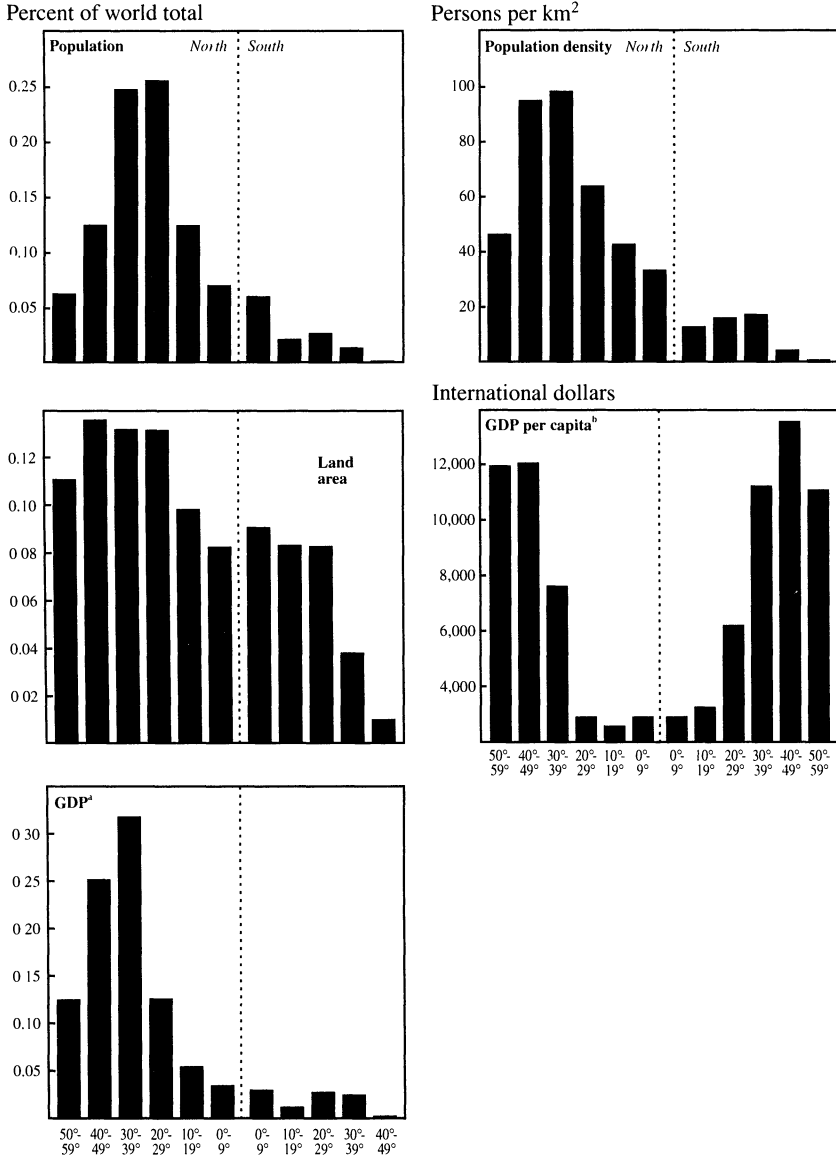 Percent of world total
Population North South
0.25
0 20
0.15
0.10
0.05
Persons per km²
Population density North South
100
80
60
40
20
Land
area
0.12
0.10
0.08
0 06
0.04
0 02
International dollars
GDP per capitaᵇ
12,000
10,000
8,000
6,000
4,000
50°- 40°- 30°- 20°- 10°- 0°- 0°- 10°- 20°- 30°- 40°- 50°-
59° 49° 39° 29° 19° 9° 9° 19° 29° 39° 49° 59°
GDPᵃ
0 30
0 25
0 20
0 15
0.10
0.05
50°- 40°- 30°- 20°- 10°- 0°- 0°- 10°- 20°- 30°- 40°-
59° 49° 39° 29° 19° 9° 9° 19° 29° 39° 49°